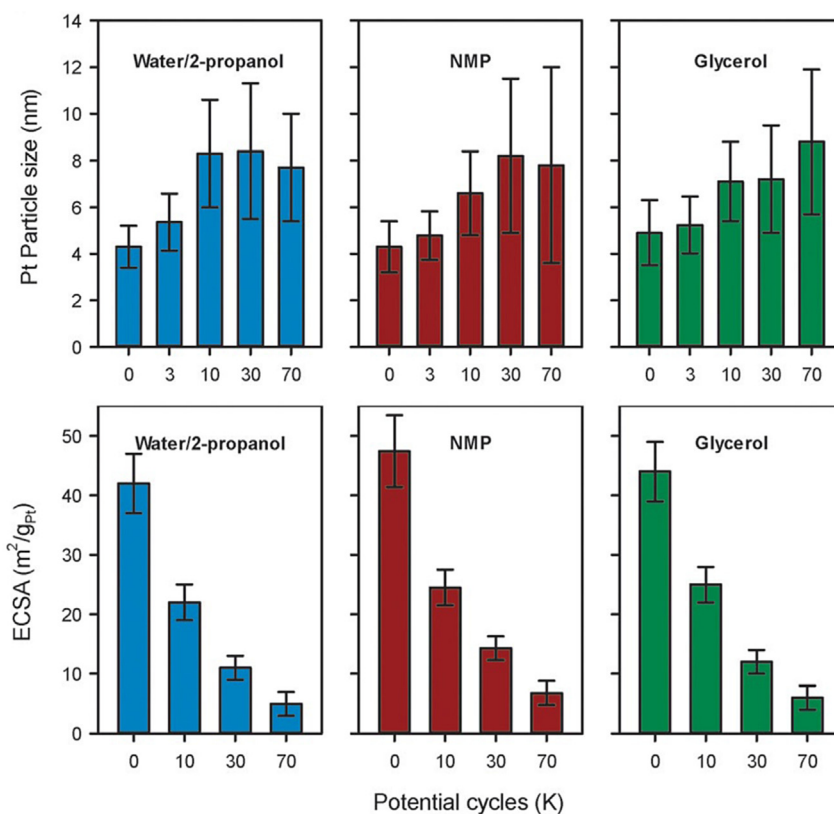 Pt Particle size (nm)
14
12
10
8
6
4
2
0
Water/2-propanol
0 3 10 30 70
NMP
0 3 10 30 70
Glycerol
0 3 10 30 70
ECSA (m²/gPt)
50
40
30
20
10
0
Water/2-propanol
0 10 30 70
NMP
0 10 30 70
Glycerol
0 10 30 70
Potential cycles (K)